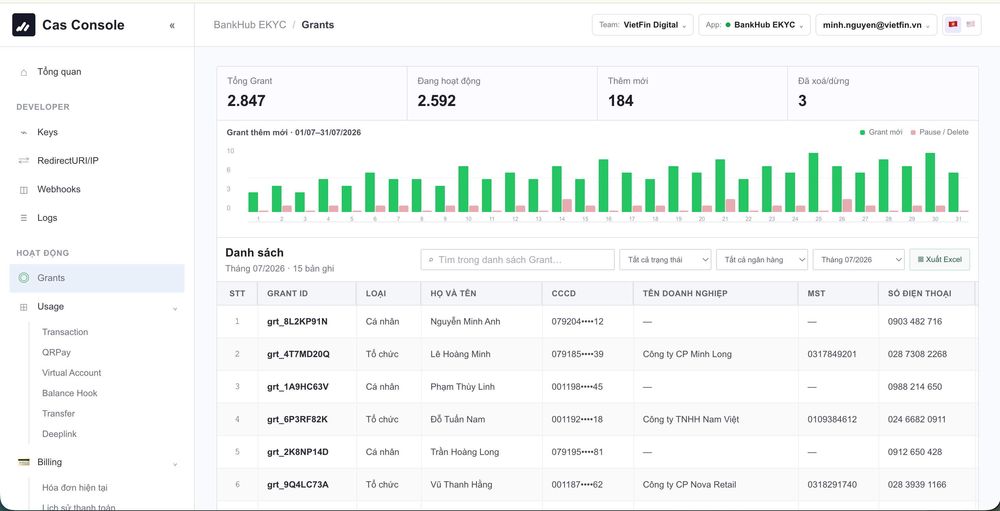 Cas Console «
BankHub EKYC / Grants
Team: VietFin Digital
App: BankHub EKYC
minh.nguyen@vietfin.vn
Tổng quan
DEVELOPER
Keys
RedirectURI/IP
Webhooks
Logs
HOẠT ĐỘNG
Grants
Usage
Transaction
QRPay
Virtual Account
Balance Hook
Transfer
Deeplink
Billing
Hóa đơn hiện tại
Lịch sử thanh toán
Tổng Grant
2.847
Đang hoạt động
2.592
Thêm mới
184
Đã xoá/dừng
3
Grant thêm mới · 01/07–31/07/2026
Grant mới Pause / Delete
10
6
3
0
1 2 3 4 5 6 7 8 9 10 11 12 13 14 15 16 17 18 19 20 21 22 23 24 25 26 27 28 29 30 31
Danh sách
Tháng 07/2026 · 15 bản ghi
Tìm trong danh sách Grant…
Tất cả trạng thái
Tất cả ngân hàng
Tháng 07/2026
Xuất Excel
STT GRANT ID LOẠI HỌ VÀ TÊN CCCD TÊN DOANH NGHIỆP MST SỐ ĐIỆN THOẠI
1 grt_8L2KP91N Cá nhân Nguyễn Minh Anh 079204••••12 — — 0903 482 716
2 grt_4T7MD20Q Tổ chức Lê Hoàng Minh 079185••••39 Công ty CP Minh Long 0317849201 028 7308 2268
3 grt_1A9HC63V Cá nhân Phạm Thùy Linh 001198••••45 — — 0988 214 650
4 grt_6P3RF82K Tổ chức Đỗ Tuấn Nam 001192••••18 Công ty TNHH Nam Việt 0109384612 024 6682 0911
5 grt_2K8NP14D Cá nhân Trần Hoàng Long 079195••••81 — — 0912 650 428
6 grt_9Q4LC73A Tổ chức Vũ Thanh Hằng 001187••••62 Công ty CP Nova Retail 0318291740 028 3939 1166